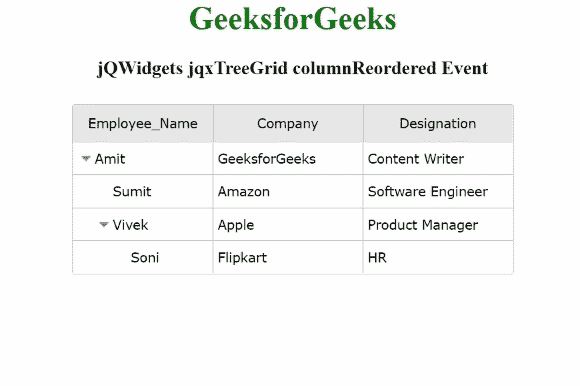 GeeksforGeeks
jQWidgets jqxTreeGrid columnReordered Event
Employee_Name Company Designation
Amit GeeksforGeeks Content Writer
Sumit Amazon Software Engineer
Vivek Apple Product Manager
Soni Flipkart HR